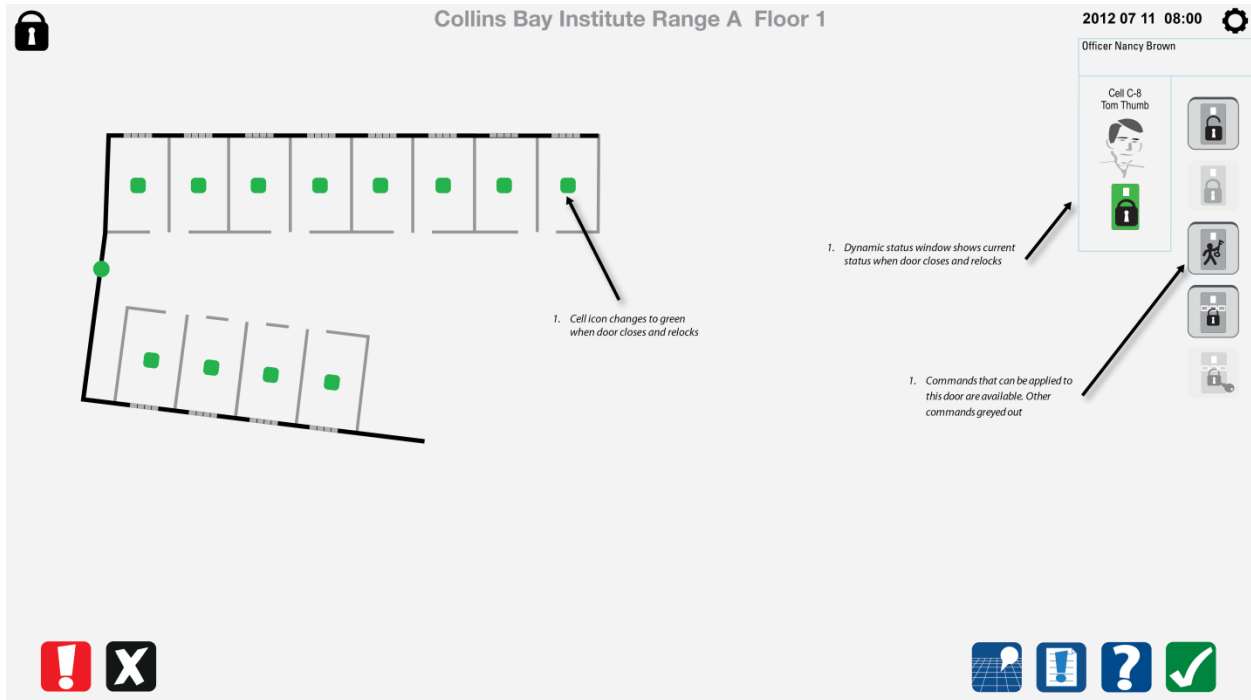 Collins Bay Institute Range A Floor 1
2012 07 11 08:00
Officer Nancy Brown
Cell C-8
Tom Thumb
1. Dynamic status window shows current
status when door closes and relocks
1. Cell icon changes to green
when door closes and relocks
1. Commands that can be applied to
this door are available. Other
commands greyed out